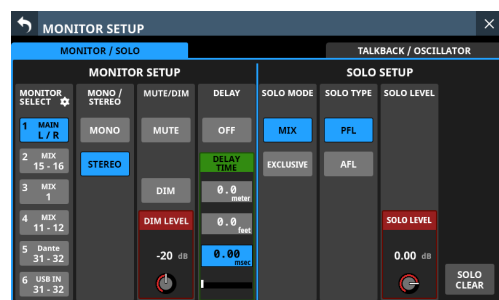 MONITOR SETUP
MONITOR / SOLO
TALKBACK / OSCILLATOR
MONITOR SETUP
SOLO SETUP
MONITOR
SELECT
MONO /
STEREO
MUTE/DIM
DELAY
SOLO MODE
SOLO TYPE
SOLO LEVEL
1 MAIN
L / R
MONO
MUTE
OFF
MIX
PFL
2 MIX
15 - 16
STEREO
DELAY
TIME
EXCLUSIVE
AFL
3 MIX
1
DIM
0.0
meter
4 MIX
11 - 12
DIM LEVEL
0.0
feet
SOLO LEVEL
5 Dante
31 - 32
-20 dB
0.00
msec
0.00 dB
6 USB IN
31 - 32
SOLO
CLEAR